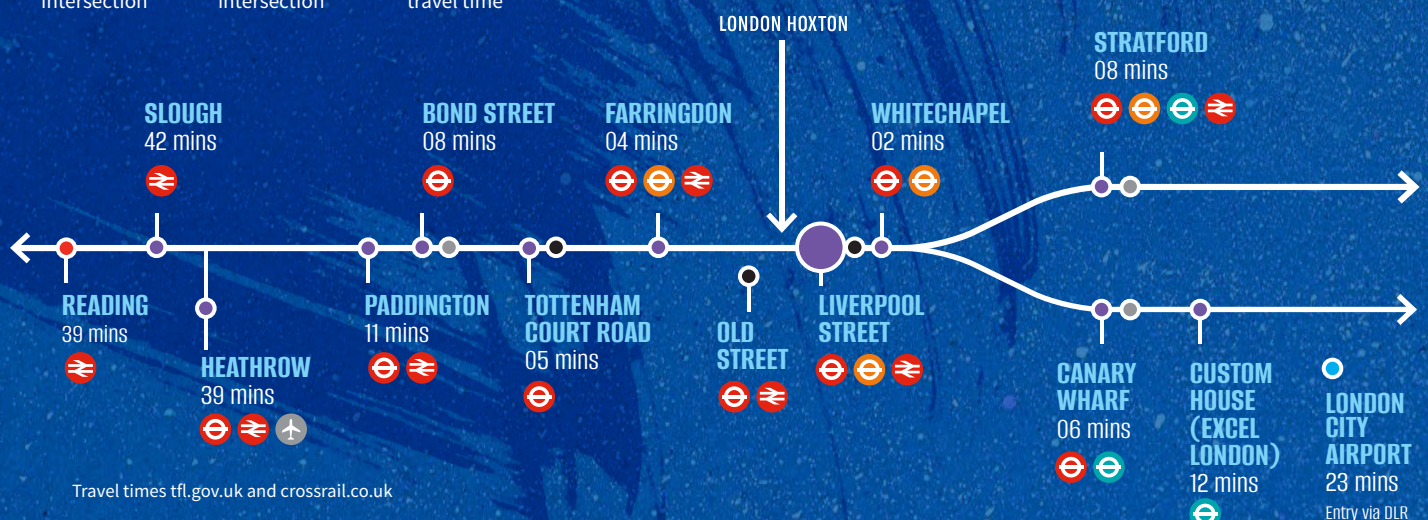 intersection
intersection
travel time
LONDON HOXTON
STRATFORD
08 mins
SLOUGH
42 mins
BOND STREET
08 mins
FARRINGDON
04 mins
WHITECHAPEL
02 mins
READING
39 mins
HEATHROW
39 mins
PADDINGTON
11 mins
TOTTENHAM
COURT ROAD
05 mins
OLD
STREET
LIVERPOOL
STREET
CANARY
WHARF
06 mins
CUSTOM
HOUSE
(EXCEL
LONDON)
12 mins
LONDON
CITY
AIRPORT
23 mins
Entry via DLR
Travel times tfl.gov.uk and crossrail.co.uk